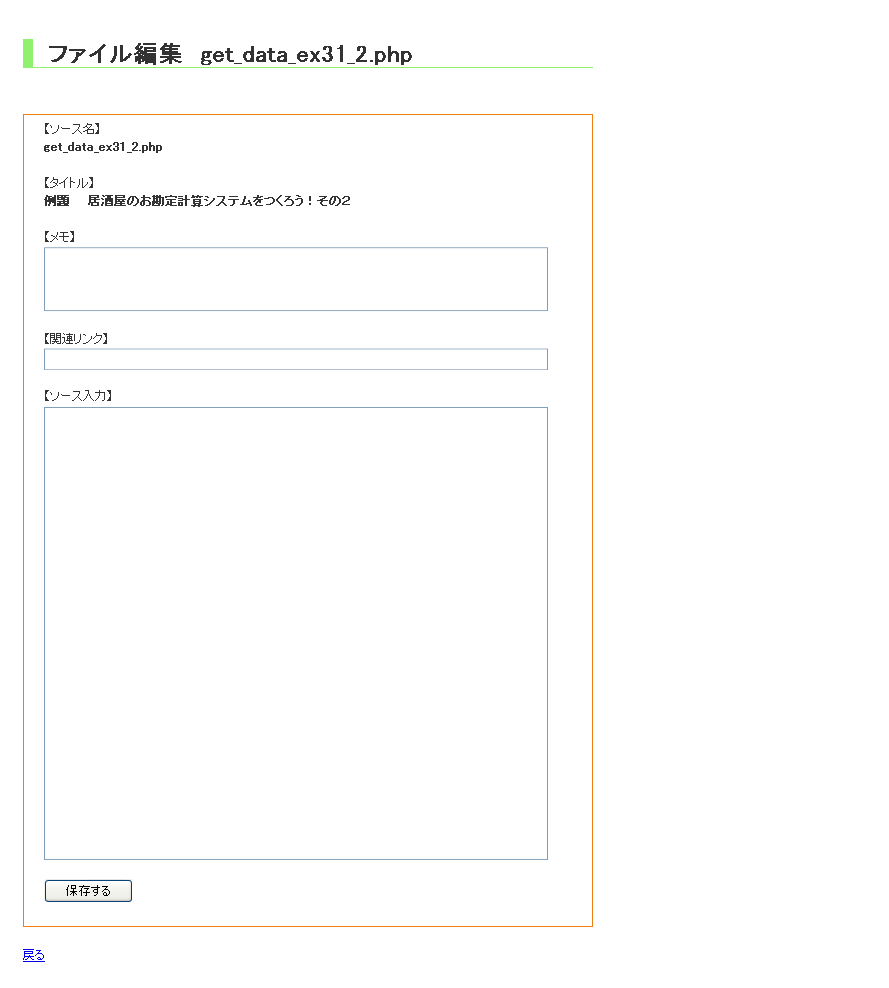 ファイル編集　get_data_ex31_2.php
【ソース名】
get_data_ex31_2.php
【タイトル】
例題　居酒屋のお勘定計算システムをつくろう！その２
【メモ】
【関連リンク】
【ソース入力】
保存する
戻る